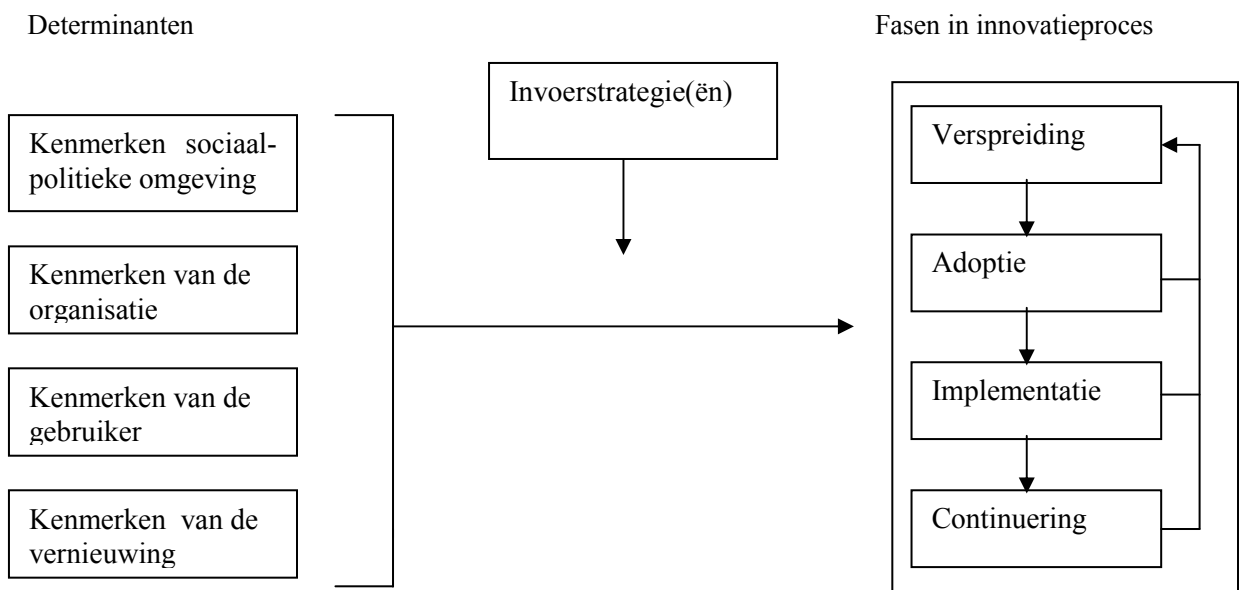 Determinanten
Fasen in innovatieproces
Invoerstrategie(ën)
Kenmerken sociaal-
politieke omgeving
Kenmerken van de
organisatie
Kenmerken van de
gebruiker
Kenmerken van de
vernieuwing
Verspreiding
Adoptie
Implementatie
Continuering